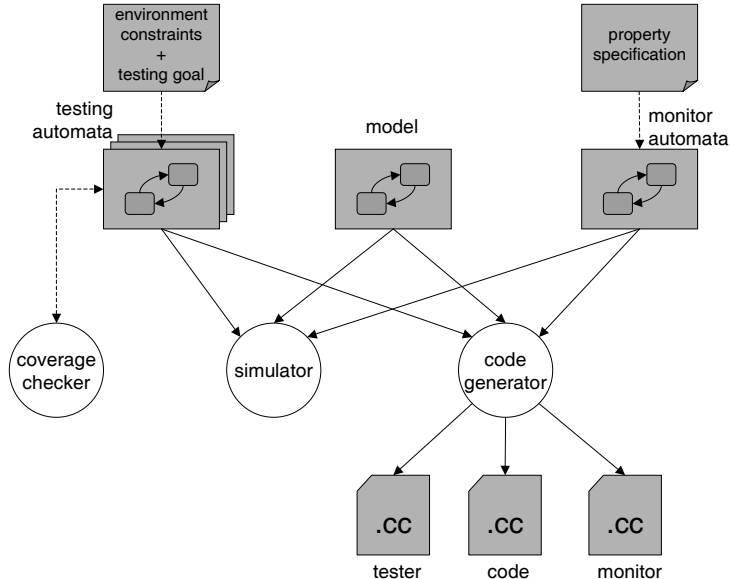 environment
constraints
+
testing goal
property
specification
testing
automata
model
monitor
automata
coverage
checker
simulator
code
generator
.CC
.CC
.CC
tester
code
monitor